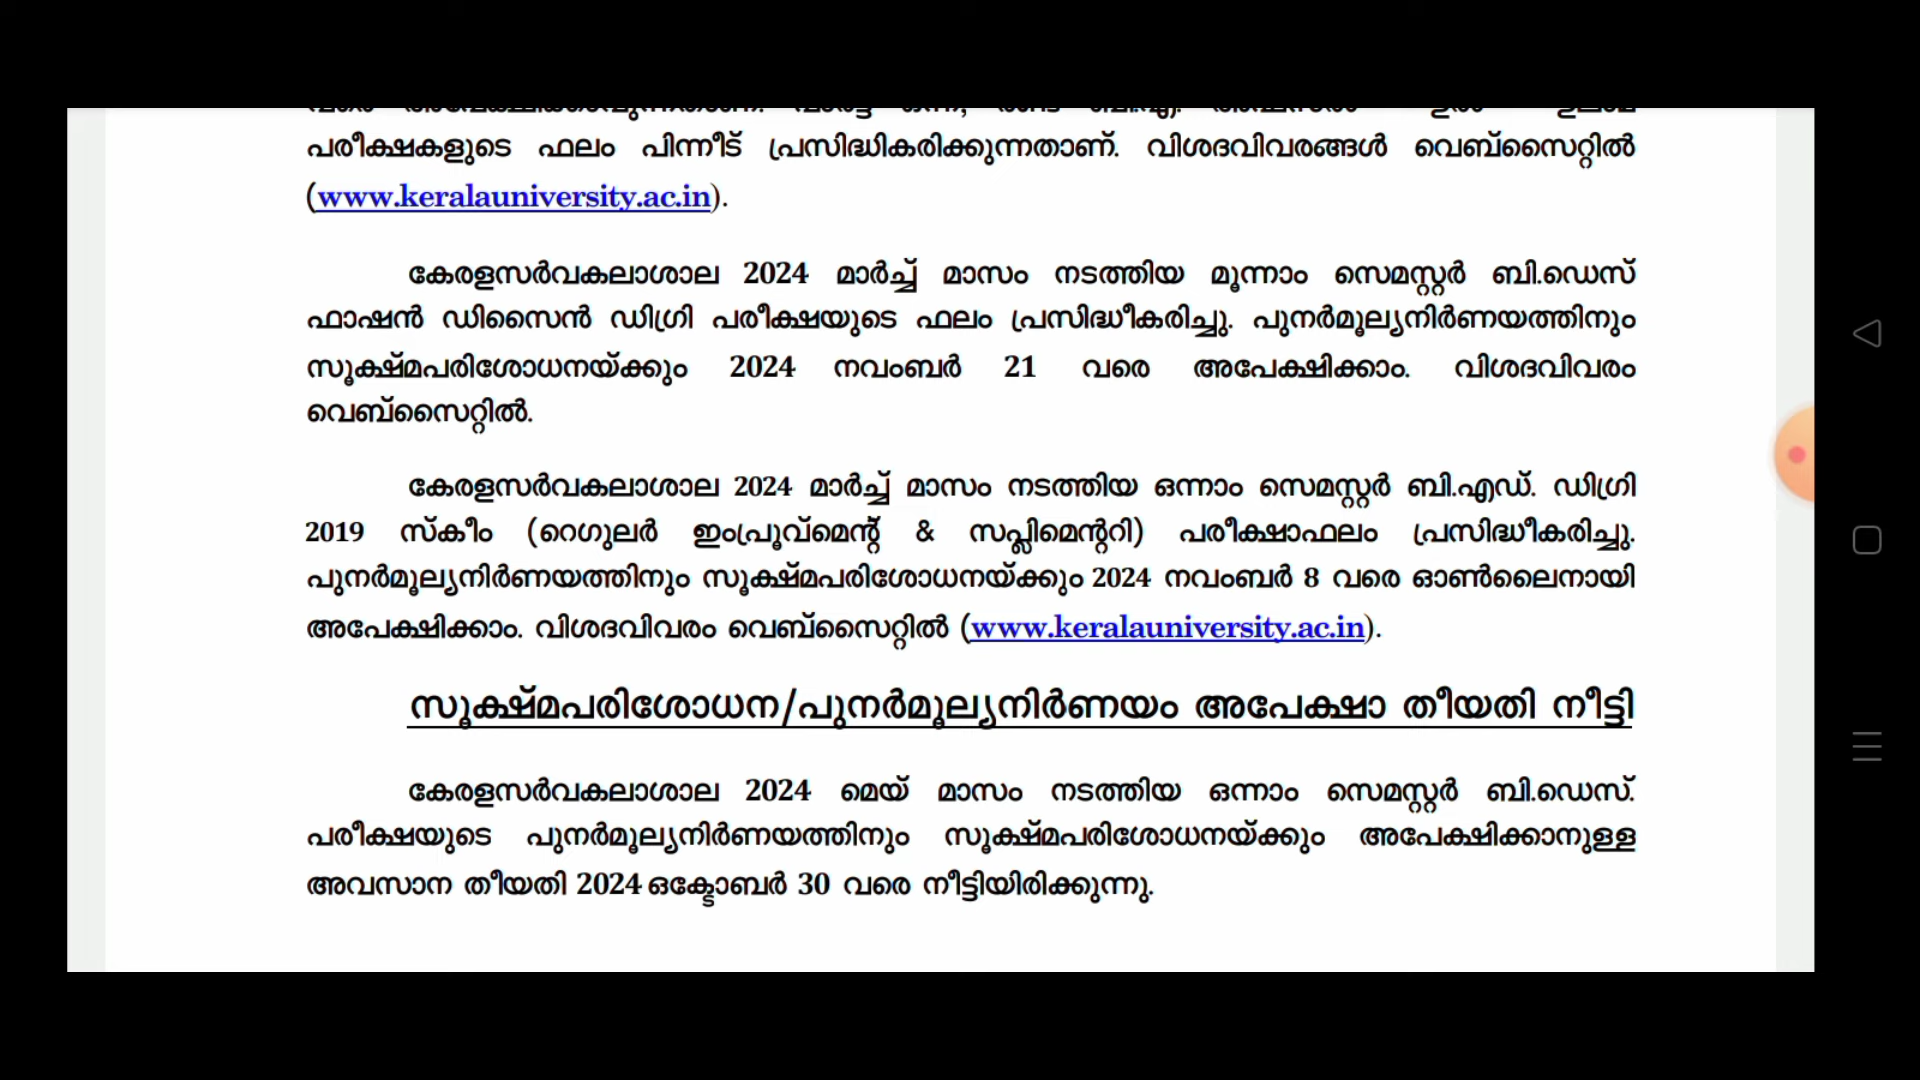 പരീക്ഷകളുടെ ഫലം പിന്നീട് പ്രസിദ്ധികരിക്കുന്നതാണ്. വിശദവിവരങ്ങൾ വെബ്സൈറ്റിൽ
(www.keralauniversity.ac.in).
കേരളസർവകലാശാല 2024 മാർച്ച് മാസം നടത്തിയ മൂന്നാം സെമസ്റ്റർ ബി.ഡെസ്
ഫാഷൻ ഡിസൈൻ ഡിഗ്രി പരീക്ഷയുടെ ഫലം പ്രസിദ്ധീകരിച്ചു. പുനർമൂല്യനിർണയത്തിനും
സൂക്ഷ്മപരിശോധനയ്ക്കും 2024 നവംബർ 21 വരെ അപേക്ഷിക്കാം. വിശദവിവരം
വെബ്സൈറ്റിൽ.
കേരളസർവകലാശാല 2024 മാർച്ച് മാസം നടത്തിയ ഒന്നാം സെമസ്റ്റർ ബി.എഡ്. ഡിഗ്രി
2019 സ്കീം (റെഗുലർ ഇംപ്രൂവ്മെന്റ് & സപ്ലിമെന്ററി) പരീക്ഷാഫലം പ്രസിദ്ധീകരിച്ചു.
പുനർമൂല്യനിർണയത്തിനും സൂക്ഷ്മപരിശോധനയ്ക്കും 2024 നവംബർ 8 വരെ ഓൺലൈനായി
അപേക്ഷിക്കാം. വിശദവിവരം വെബ്സൈറ്റിൽ (www.keralauniversity.ac.in).
സൂക്ഷ്മപരിശോധന/പുനർമൂല്യനിർണയം അപേക്ഷാ തീയതി നീട്ടി
കേരളസർവകലാശാല 2024 മെയ് മാസം നടത്തിയ ഒന്നാം സെമസ്റ്റർ ബി.ഡെസ്.
പരീക്ഷയുടെ പുനർമൂല്യനിർണയത്തിനും സൂക്ഷ്മപരിശോധനയ്ക്കും അപേക്ഷിക്കാനുള്ള
അവസാന തീയതി 2024 ഒക്ടോബർ 30 വരെ നീട്ടിയിരിക്കുന്നു.